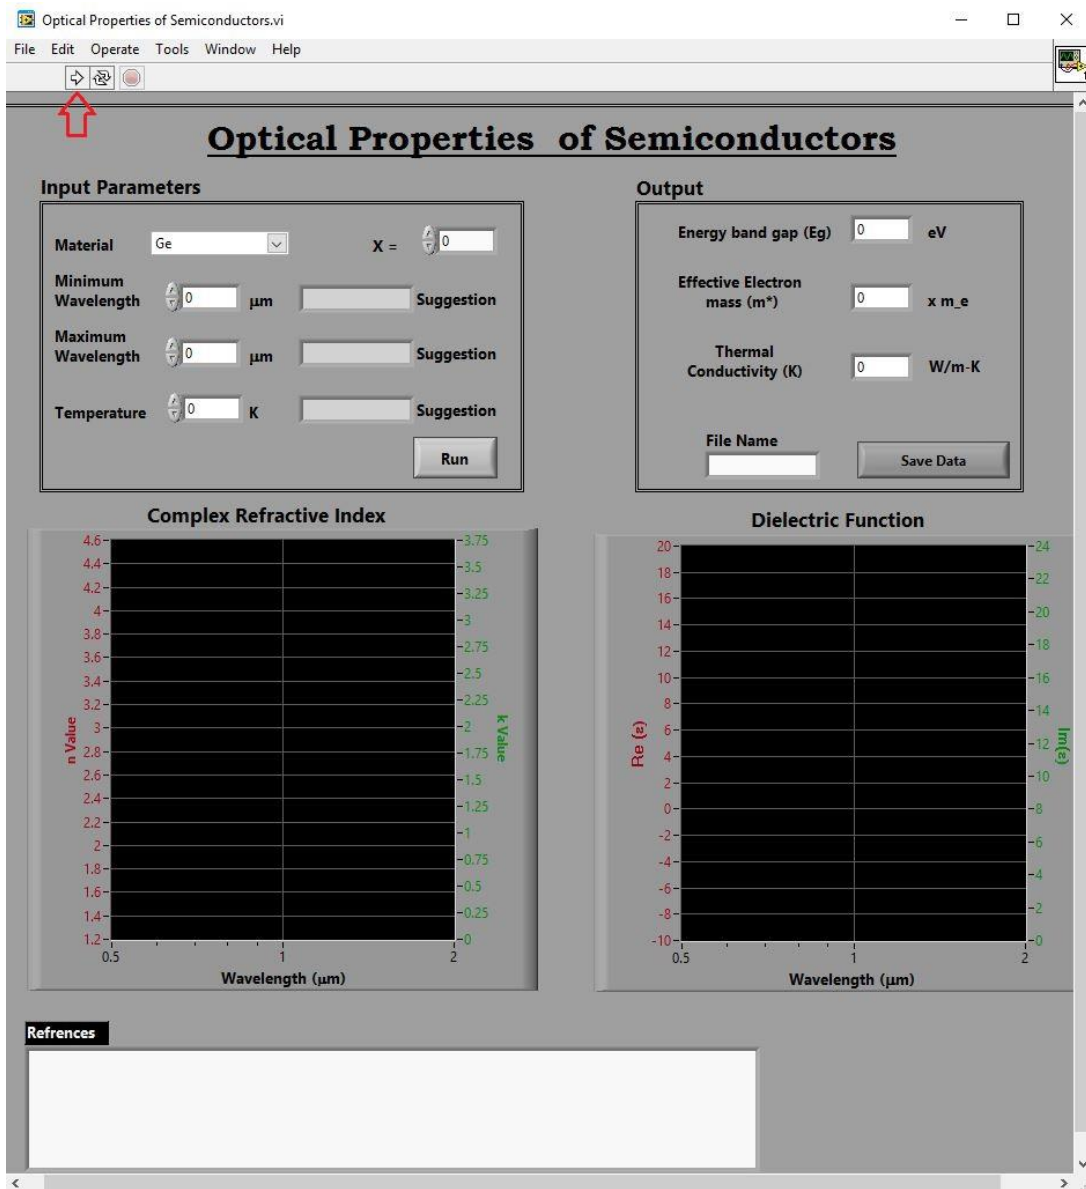 Optical Properties of Semiconductors.vi
File Edit Operate Tools Window Help
Optical Properties of Semiconductors
Input Parameters
Material Ge X = 0
Minimum
Wavelength 0 μm Suggestion
Maximum
Wavelength 0 μm Suggestion
Temperature 0 K Suggestion
Run
Output
Energy band gap (Eg) 0 eV
Effective Electron
mass (m*) 0 x m_e
Thermal
Conductivity (K) 0 W/m-K
File Name
Save Data
Complex Refractive Index
4.6
4.4
4.2
4
3.8
3.6
3.4
3.2
3
2.8
2.6
2.4
2.2
2
1.8
1.6
1.4
1.2
n Value
3.75
3.5
3.25
3
2.75
2.5
2.25
2
1.75
1.5
1.25
1
0.75
0.5
0.25
0
k Value
0.5 1 2
Wavelength (μm)
Dielectric Function
20
18
16
14
12
10
8
6
4
2
0
-2
-4
-6
-8
-10
Re (ε)
24
22
20
18
16
14
12
10
8
6
4
2
0
Im(ε)
0.5 1 2
Wavelength (μm)
Refrences